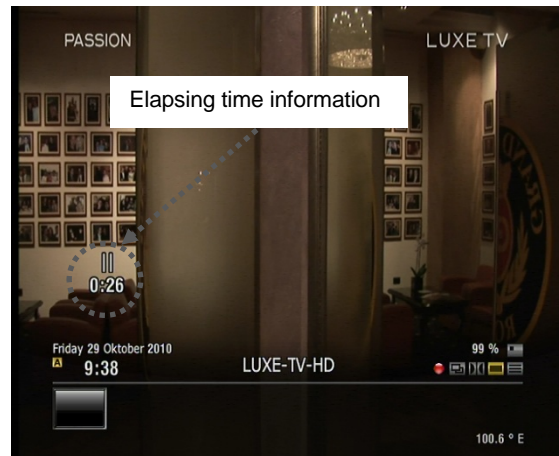 PASSION
LUXE TV
Elapsing time information
0:26
Friday 29 Oktober 2010
A
9:38
LUXE-TV-HD
99 %
100.6 ° E